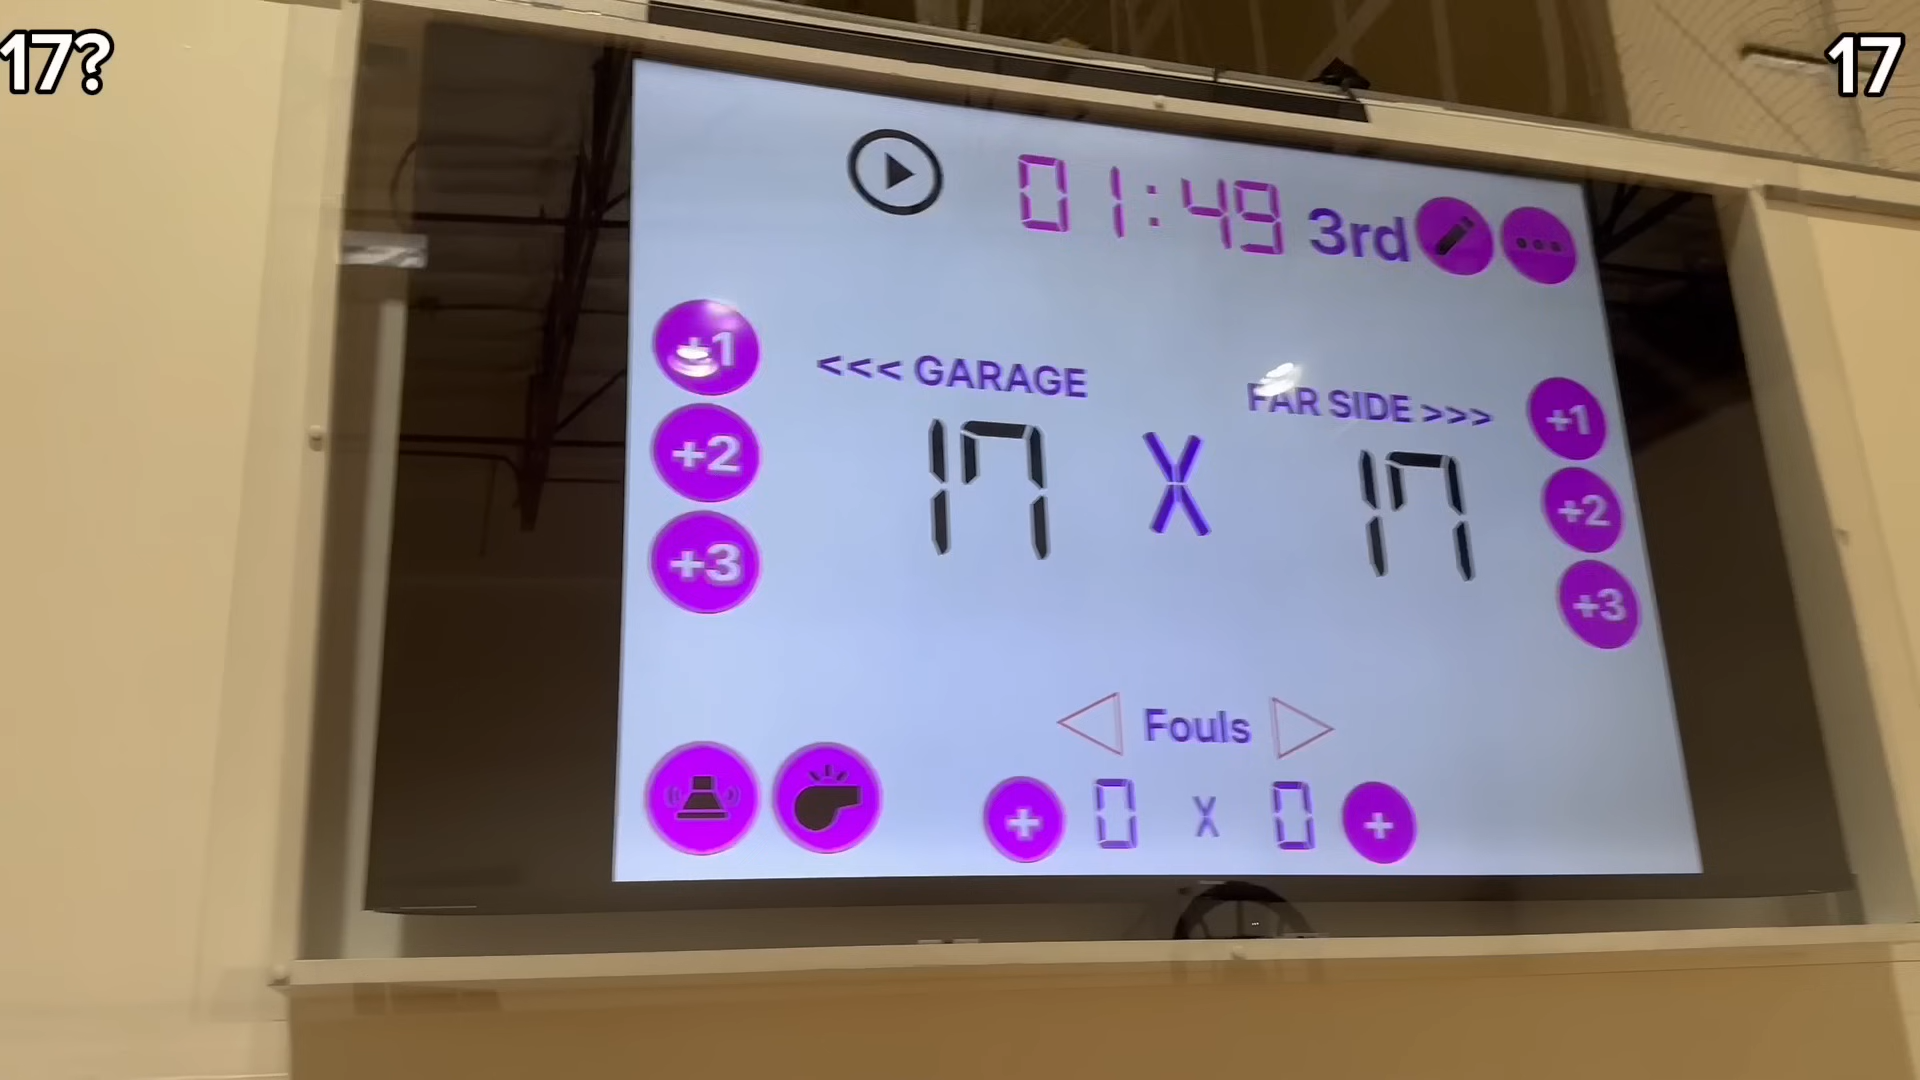 17?
17
01:49 3rd
+1
<<< GARAGE
FAR SIDE >>>
+1
+2
17 X 17
+2
+3
+3
Fouls
+ 0 X 0 +